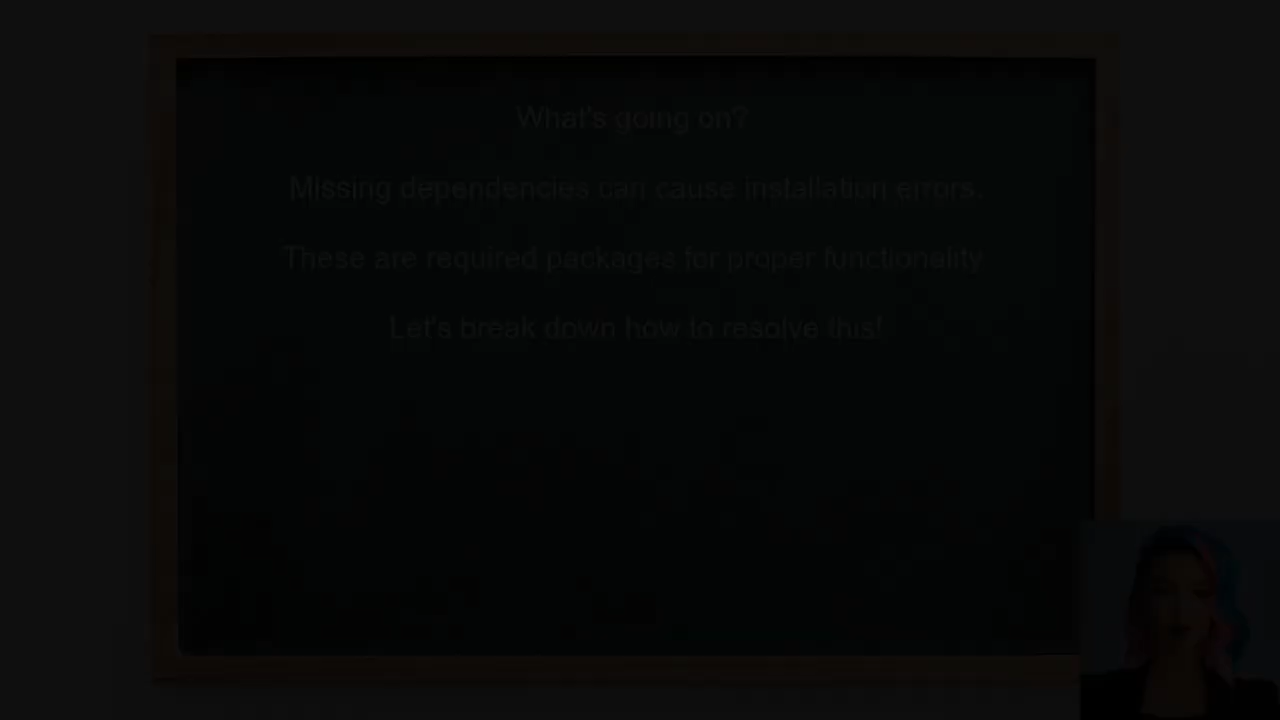 What's going on?
Missing dependencies can cause installation errors.
These are required packages for proper functionality
Let's break down how to resolve this!